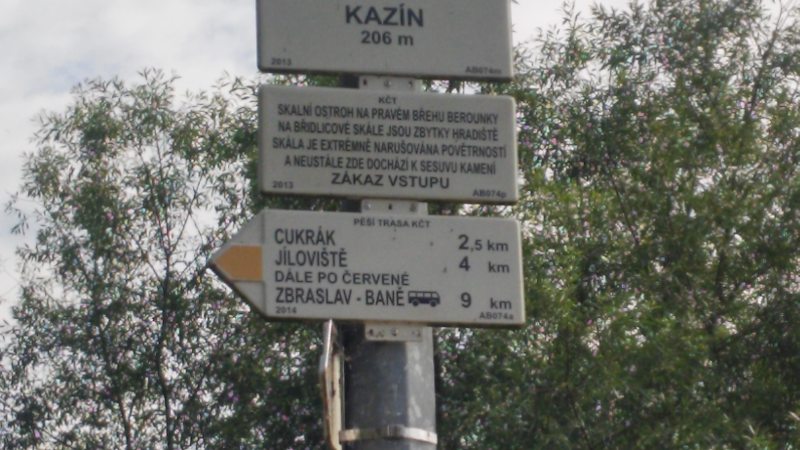 KAZÍN
206 m
2013 AB074m
KČT
SKALNÍ OSTROH NA PRAVÉM BŘEHU BEROUNKY
NA BŘIDLICOVÉ SKÁLE JSOU ZBYTKY HRADIŠTĚ
SKÁLA JE EXTRÉMNĚ NARUŠOVÁNA POVĚTRNOSTÍ
A NEUSTÁLE ZDE DOCHÁZÍ K SESUVU KAMENÍ
ZÁKAZ VSTUPU
2013 AB074p
PĚŠÍ TRASA KČT
CUKRÁK 2,5 km
JÍLOVIŠTĚ 4 km
DÁLE PO ČERVENÉ
ZBRASLAV - BANĚ 9 km
2014 AB074a